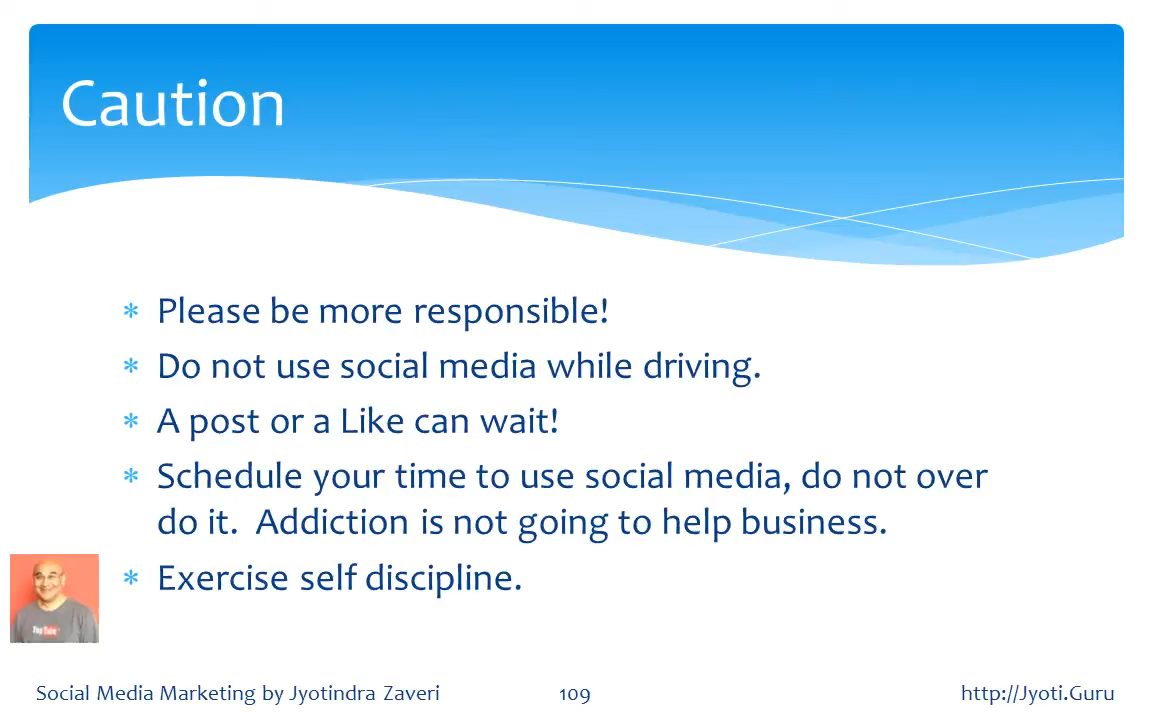 Caution
* Please be more responsible!
* Do not use social media while driving.
* A post or a Like can wait!
* Schedule your time to use social media, do not over
do it.  Addiction is not going to help business.
* Exercise self discipline.
YouTube
Social Media Marketing by Jyotindra Zaveri 109 http://Jyoti.Guru